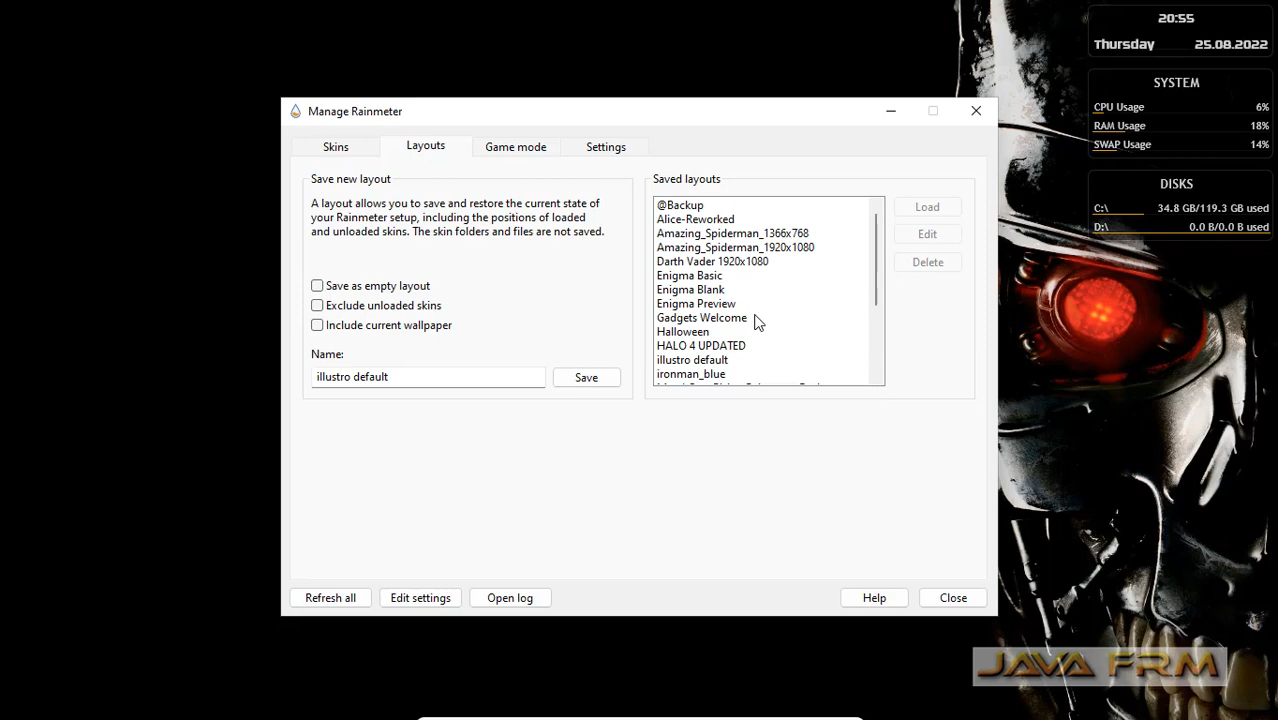 20:55
Thursday 25.08.2022
SYSTEM
CPU Usage 6%
RAM Usage 18%
SWAP Usage 14%
DISKS
C:\ 34.8 GB/119.3 GB used
D:\ 0.0 B/0.0 B used
Manage Rainmeter
Skins
Layouts
Game mode
Settings
Save new layout
A layout allows you to save and restore the current state of
your Rainmeter setup, including the positions of loaded
and unloaded skins. The skin folders and files are not saved.
Save as empty layout
Exclude unloaded skins
Include current wallpaper
Name:
illustro default
Save
Saved layouts
@Backup
Alice-Reworked
Amazing_Spiderman_1366x768
Amazing_Spiderman_1920x1080
Darth Vader 1920x1080
Enigma Basic
Enigma Blank
Enigma Preview
Gadgets Welcome
Halloween
HALO 4 UPDATED
illustro default
ironman_blue
Load
Edit
Delete
Refresh all
Edit settings
Open log
Help
Close
JAVA FRM